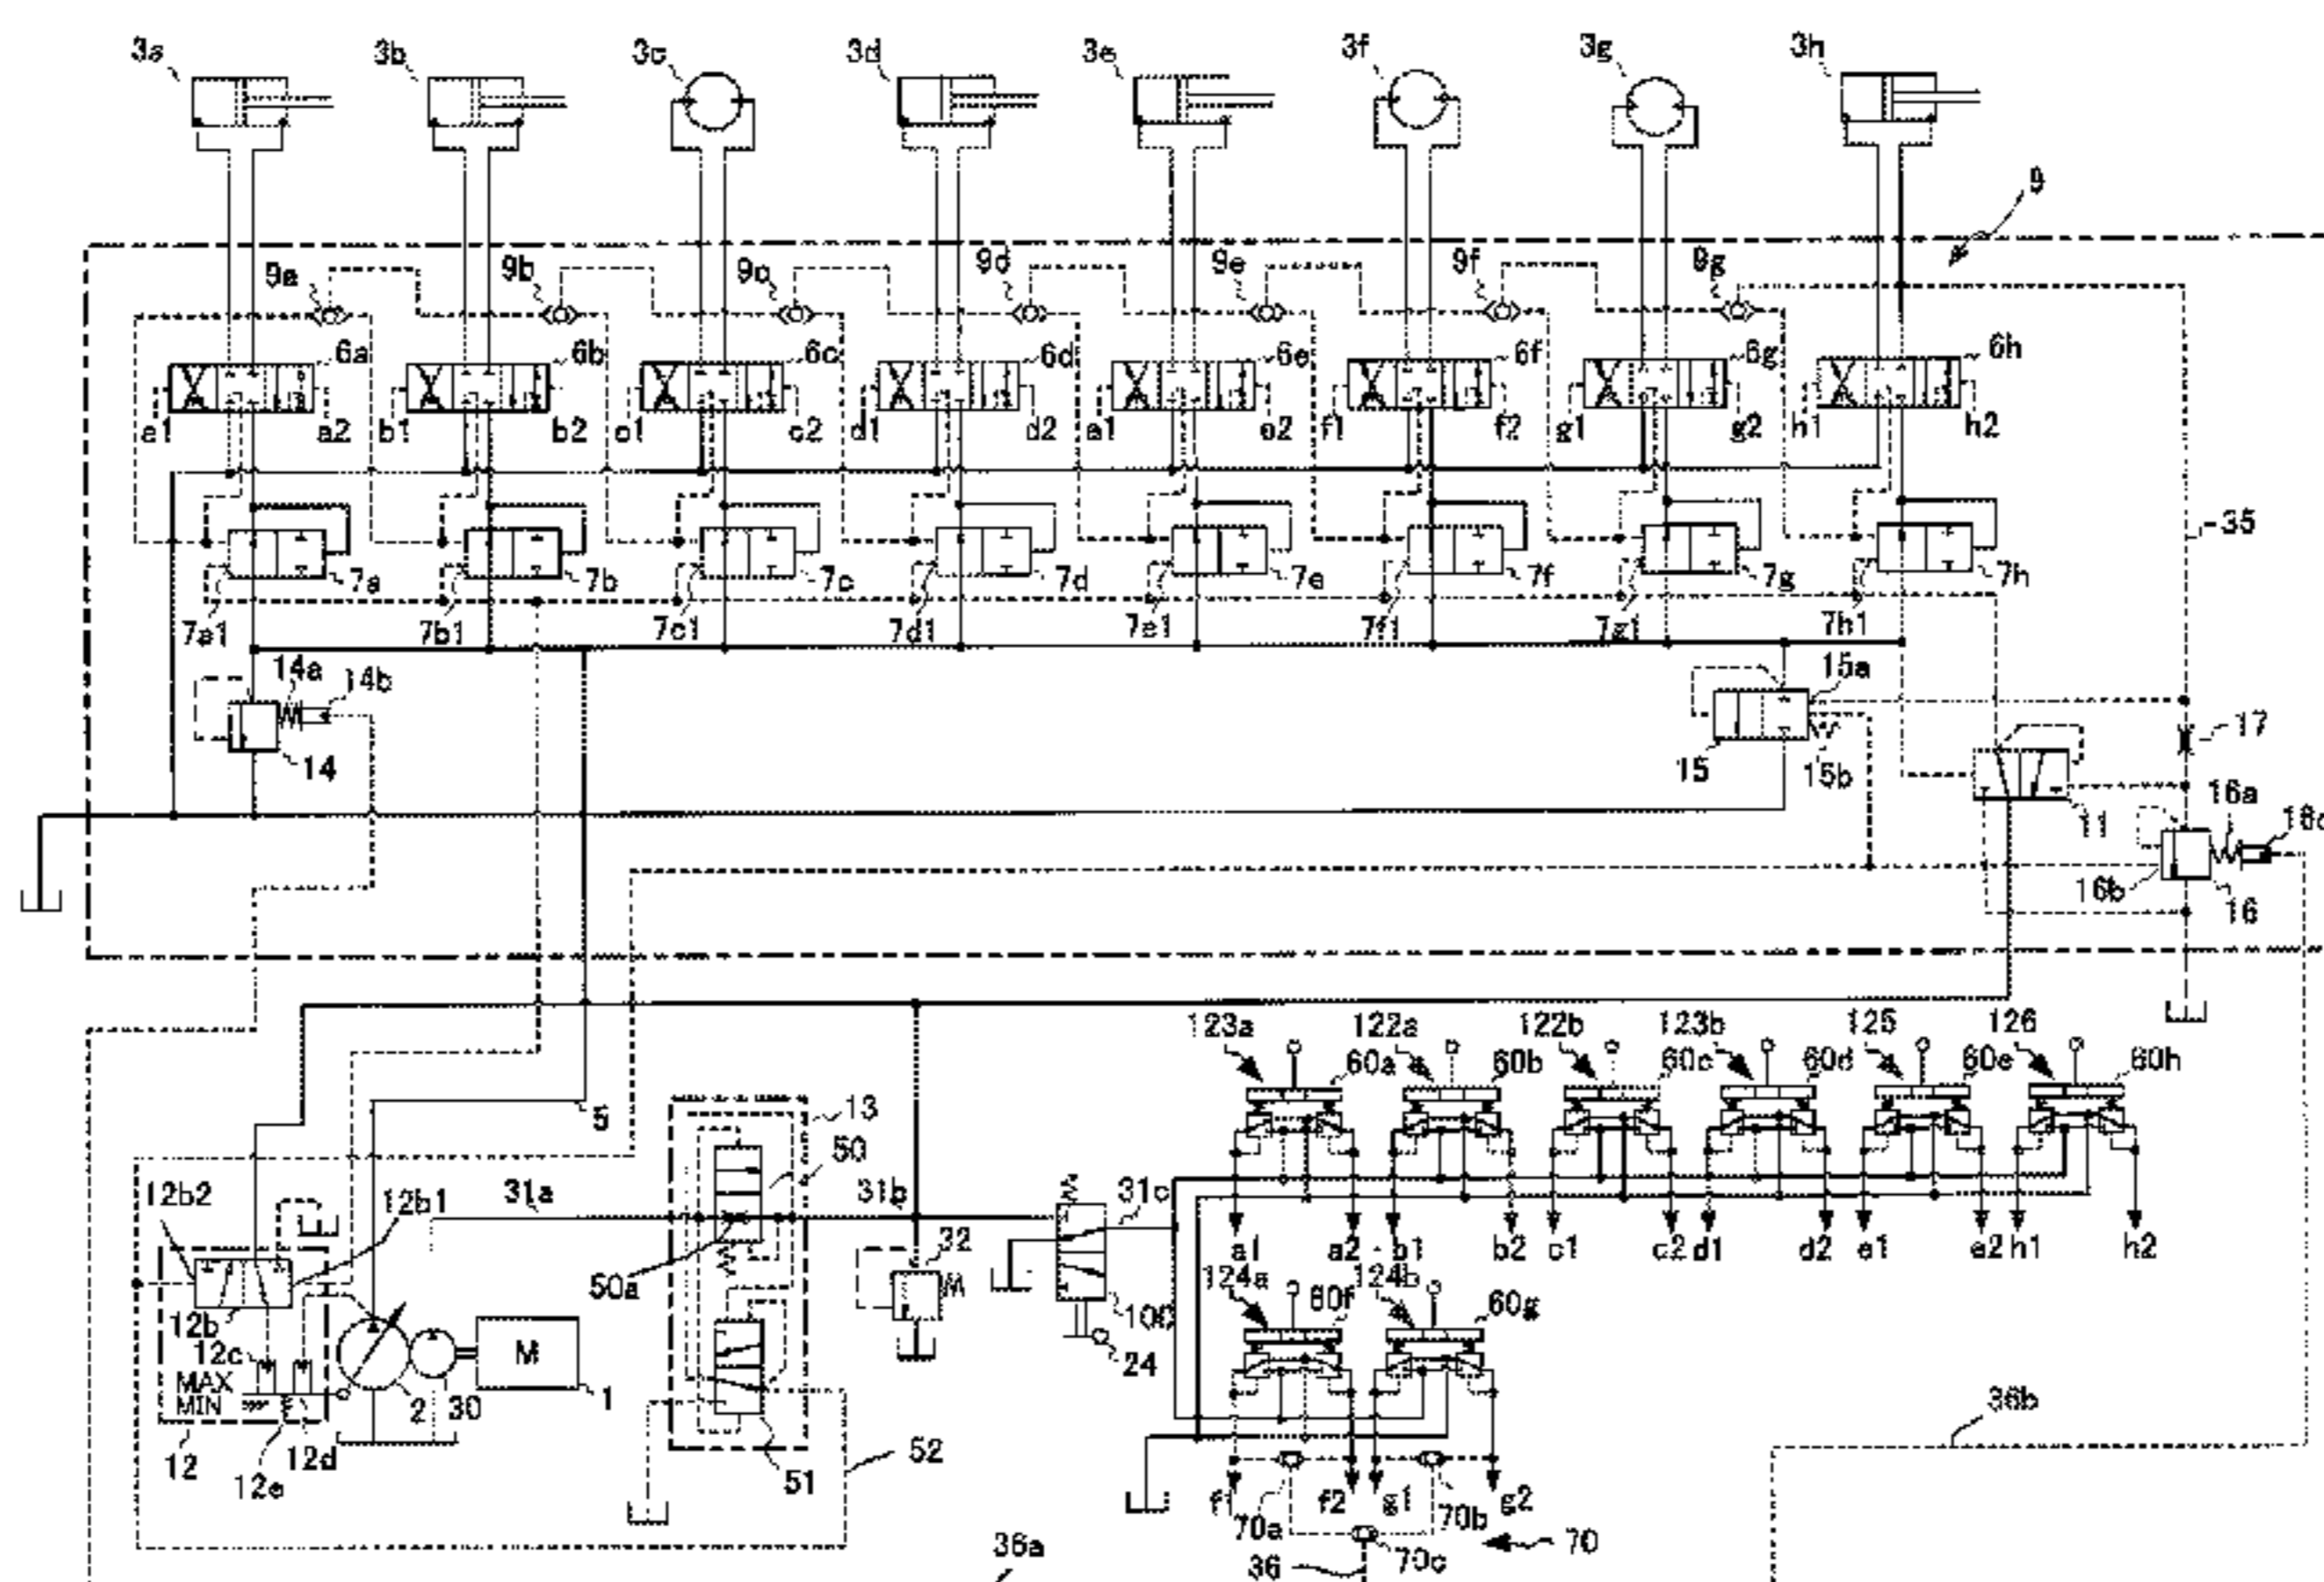 3a 3b 3c 3d 3e 3f 3g 3h
9
9a 9b 9c 9d 9e 9f 9g
6a 6b 6c 6d 6e 6f 6g 6h
a1 a2 b1 b2 c1 c2 d1 d2 e1 e2 f1 f2 g1 g2 h1 h2
35
7a 7b 7c 7d 7e 7f 7g 7h
7a1 7b1 7c1 7d1 7e1 7f1 7g1 7h1
14a 14b 15a
17
14 15 15b
16a
11
16b 16
123a 122a 122b 123b 125 126
60a 60b 60c 60d 60e 60h
5 13
50
12b2 12b1 31a 31b 31c
32
a1 a2 b1 b2 c1 c2 d1 d2 e1 e2 h1 h2
50a
124a 124b
12b 100 60f 60g
12c M 24
MAX
MIN 2 30 1
36b
12 12d 52
12e 51
f1 f2 g1 g2
70a 70b
70
36a 36 70c